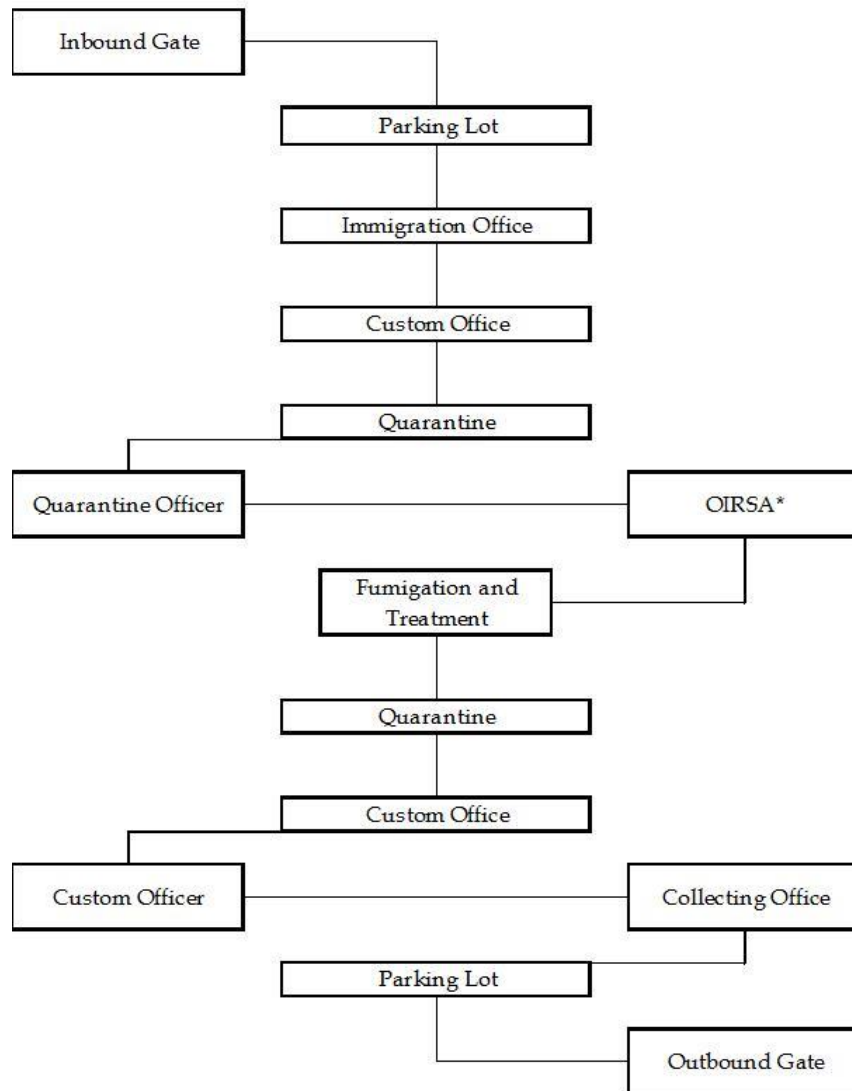 Inbound Gate
Parking Lot
Immigration Office
Custom Office
Quarantine
Quarantine Officer
OIRSA*
Fumigation and
Treatment
Quarantine
Custom Office
Custom Officer
Collecting Office
Parking Lot
Outbound Gate